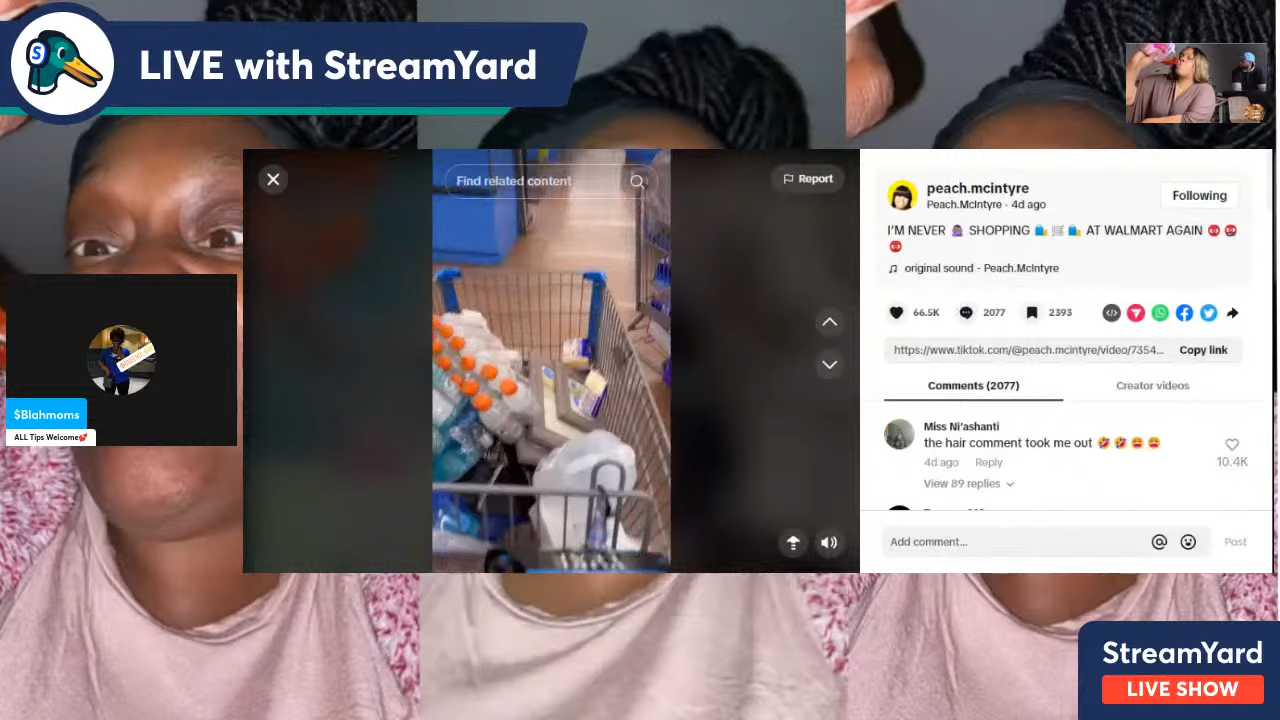 S
LIVE with StreamYard
Find related content
Report
peach.mcintyre
Peach.McIntyre · 4d ago
Following
I'M NEVER 🙅🏽‍♀️ SHOPPING 🛍️ 🛒 🛍️ AT WALMART AGAIN
original sound - Peach.McIntyre
66.5K
2077
2393
https://www.tiktok.com/@peach.mcintyre/video/7354...
Copy link
Comments (2077)
Creator videos
Miss Ni'ashanti
the hair comment took me out 🤣 🤣 😩 😩
4d ago
Reply
10.4K
View 89 replies
Add comment...
Post
$Blahmoms
ALL Tips Welcome💕
StreamYard
LIVE SHOW